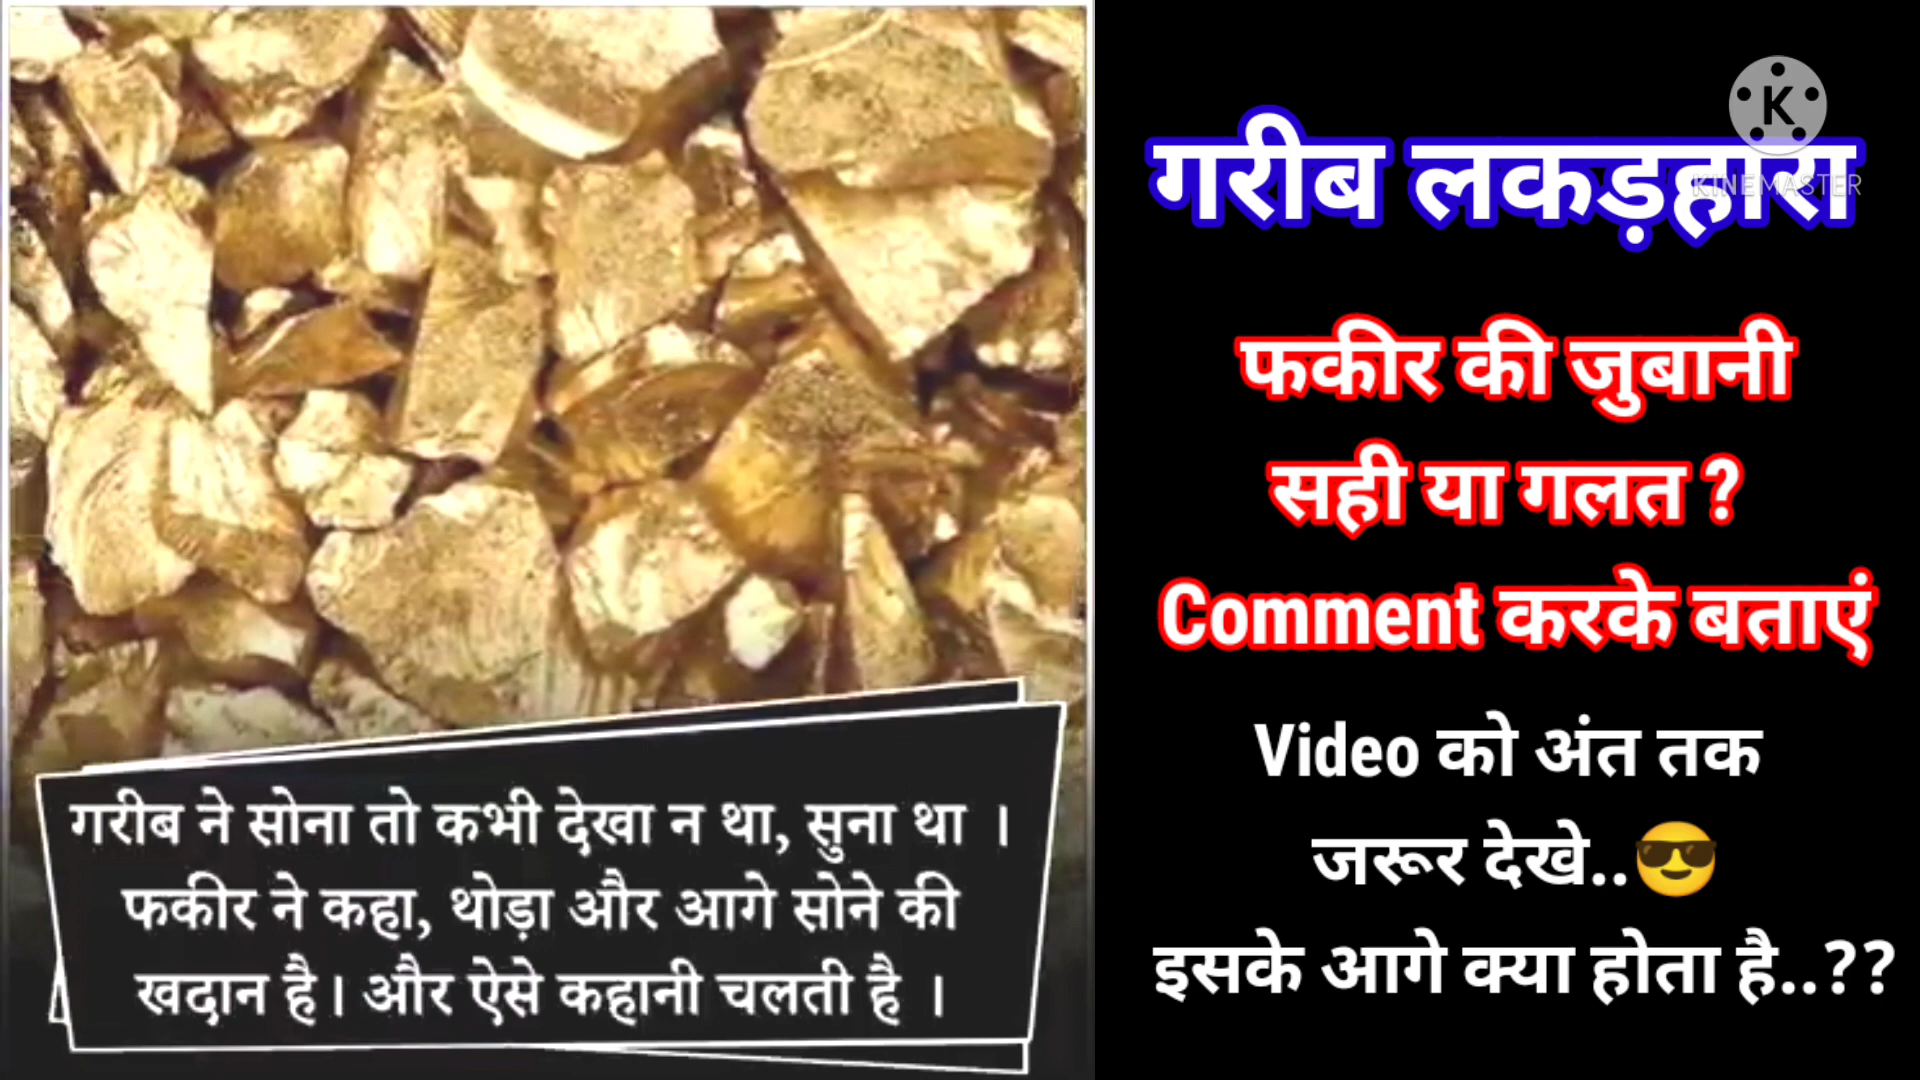 गरीब ने सोना तो कभी देखा न था, सुना था ।
फकीर ने कहा, थोड़ा और आगे सोने की
खदान है। और ऐसे कहानी चलती है ।
K
KINEMASTER
गरीब लकड़हारा
फकीर की जुबानी
सही या गलत ?
Comment करके बताएं
Video को अंत तक
जरूर देखे..😎
इसके आगे क्या होता है..??